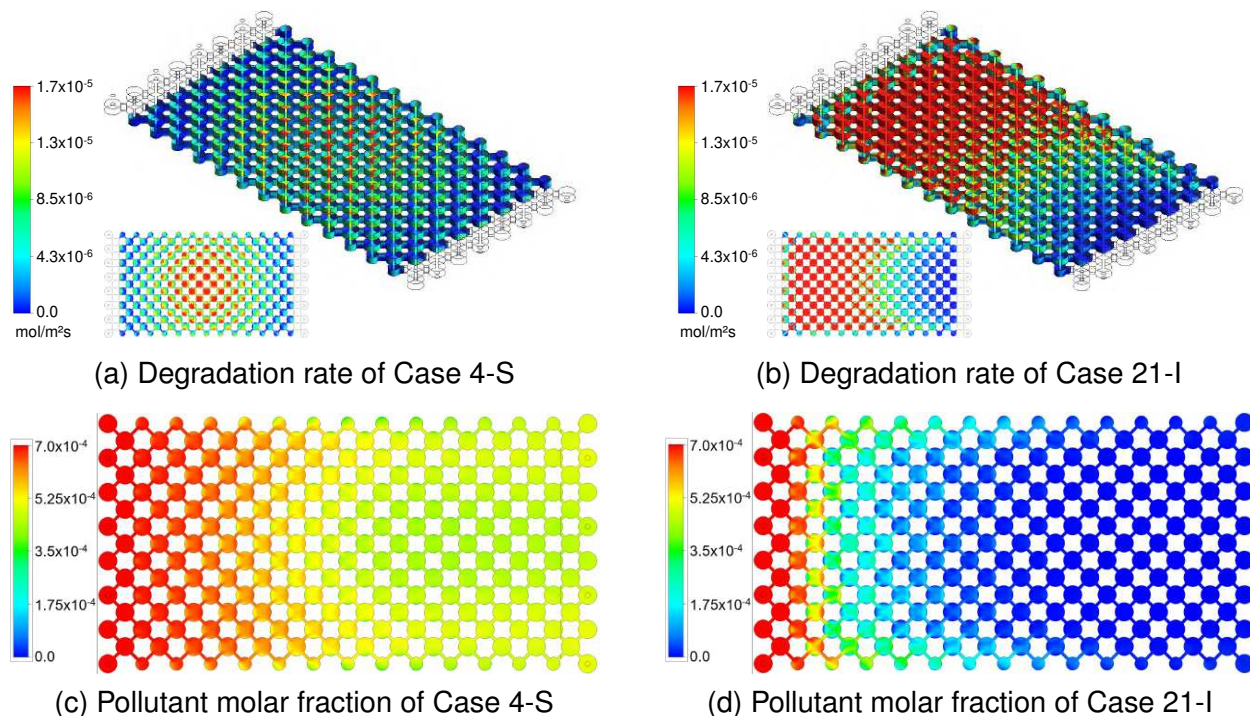 1.7x10⁻⁵
1.3x10⁻⁵
8.5x10⁻⁶
4.3x10⁻⁶
0.0
mol/m²s
(a) Degradation rate of Case 4-S
1.7x10⁻⁵
1.3x10⁻⁵
8.5x10⁻⁶
4.3x10⁻⁶
0.0
mol/m²s
(b) Degradation rate of Case 21-I
7.0x10⁻⁴
5.25x10⁻⁴
3.5x10⁻⁴
1.75x10⁻⁴
0.0
(c) Pollutant molar fraction of Case 4-S
7.0x10⁻⁴
5.25x10⁻⁴
3.5x10⁻⁴
1.75x10⁻⁴
0.0
(d) Pollutant molar fraction of Case 21-I